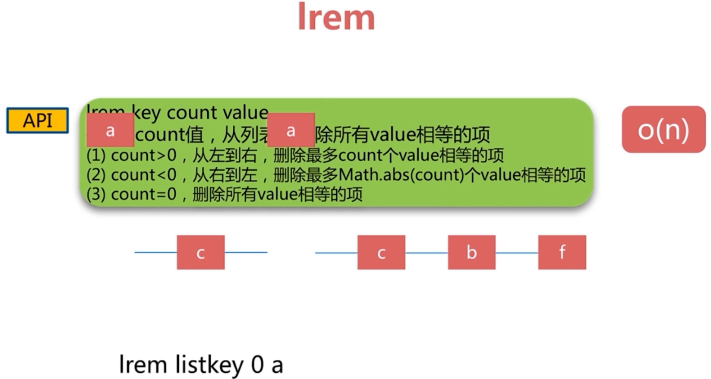 lrem
API
lrem key count value
a
count值，从列表
a
除所有value相等的项
o(n)
(1) count>0，从左到右，删除最多count个value相等的项
(2) count<0，从右到左，删除最多Math.abs(count)个value相等的项
(3) count=0，删除所有value相等的项
c
c
b
f
lrem listkey 0 a